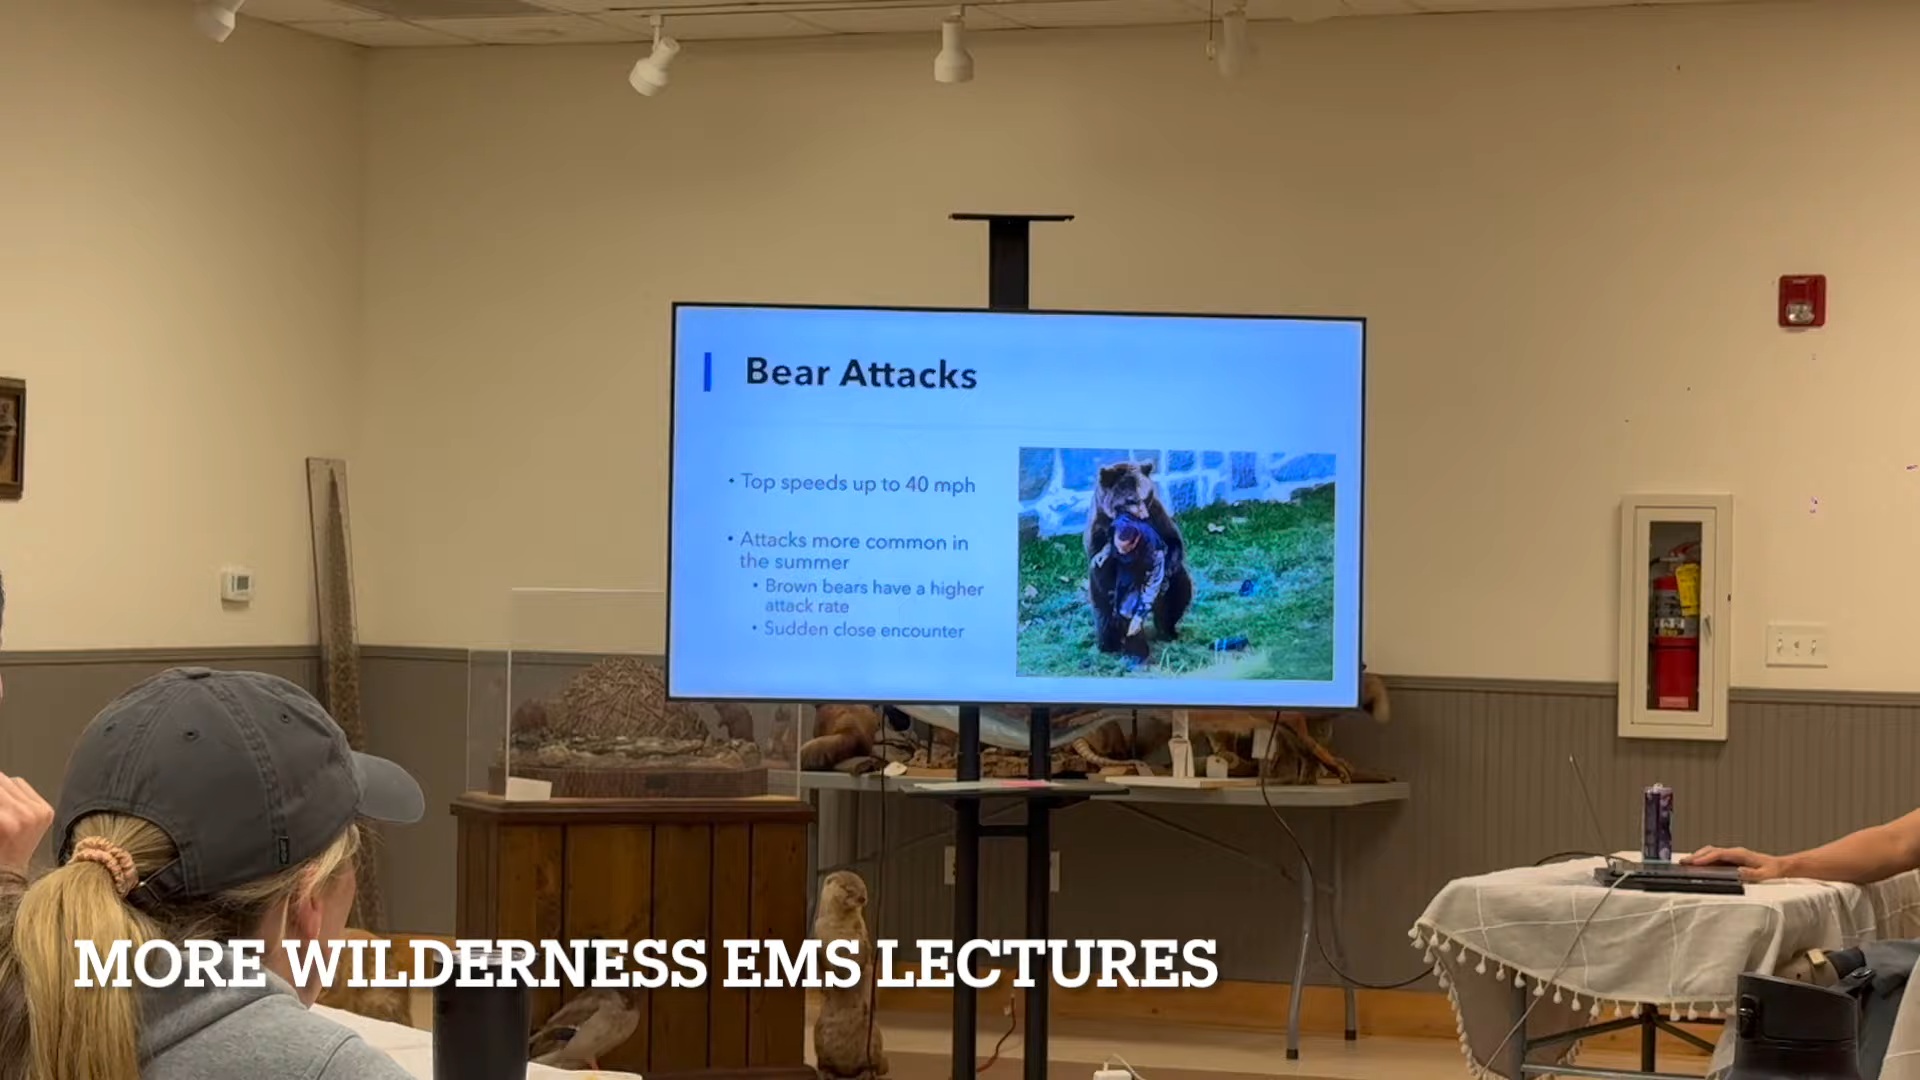 Bear Attacks
• Top speeds up to 40 mph
• Attacks more common in
the summer
• Brown bears have a higher
attack rate
• Sudden close encounter
MORE WILDERNESS EMS LECTURES